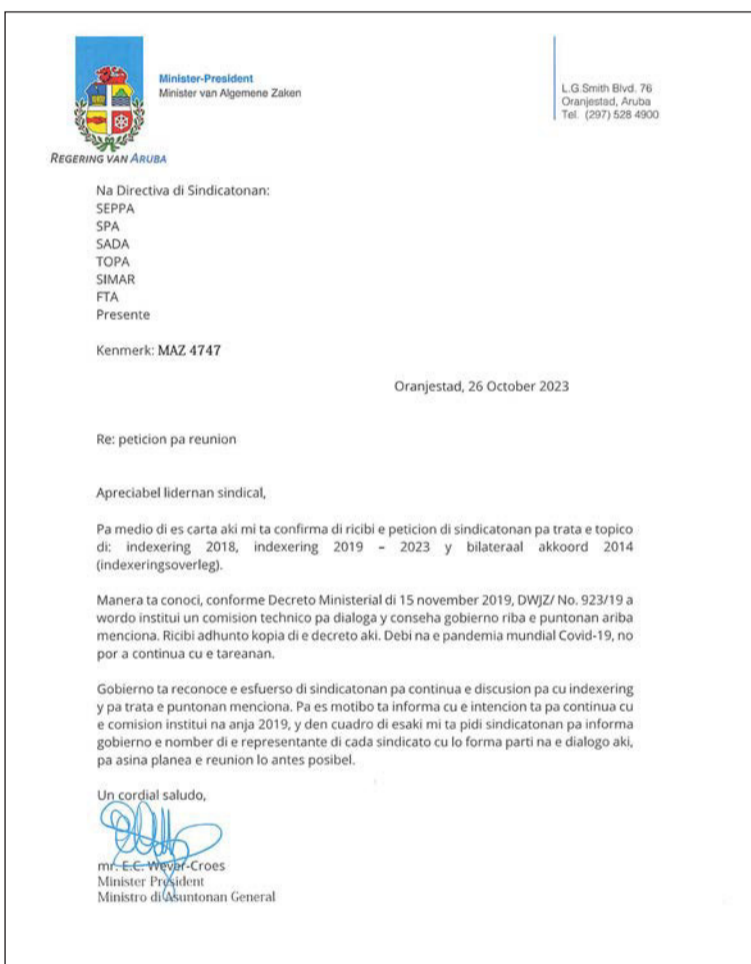 Minister-President
Minister van Algemene Zaken
L.G.Smith Blvd. 76
Oranjestad, Aruba
Tel. (297) 528 4900
REGERING VAN ARUBA
Na Directiva di Sindicatonan:
SEPPA
SPA
SADA
TOPA
SIMAR
FTA
Presente
Kenmerk: MAZ 4747
Oranjestad, 26 October 2023
Re: peticion pa reunion
Apreciabel lidernan sindical,
Pa medio di es carta aki mi ta confirma di ricibi e peticion di sindicatonan pa trata e topico
di: indexering 2018, indexering 2019 – 2023 y bilateraal akkoord 2014
(indexeringsoverleg).
Manera ta conoci, conforme Decreto Ministerial di 15 november 2019, DWJZ/ No. 923/19 a
wordo institui un comision technico pa dialoga y conseha gobierno riba e puntonan ariba
menciona. Ricibi adhunto kopia di e decreto aki. Debi na e pandemia mundial Covid-19, no
por a continua cu e tareanan.
Gobierno ta reconoce e esfuerso di sindicatonan pa continua e discusion pa cu indexering
y pa trata e puntonan menciona. Pa es motibo ta informa cu e intencion ta pa continua cu
e comision institui na anja 2019, y den cuadro di esaki mi ta pidi sindicatonan pa informa
gobierno e nomber di e representante di cada sindicato cu lo forma parti na e dialogo aki,
pa asina planea e reunion lo antes posibel.
Un cordial saludo,
mr. E.C. Wever-Croes
Minister President
Ministro di Asuntonan General